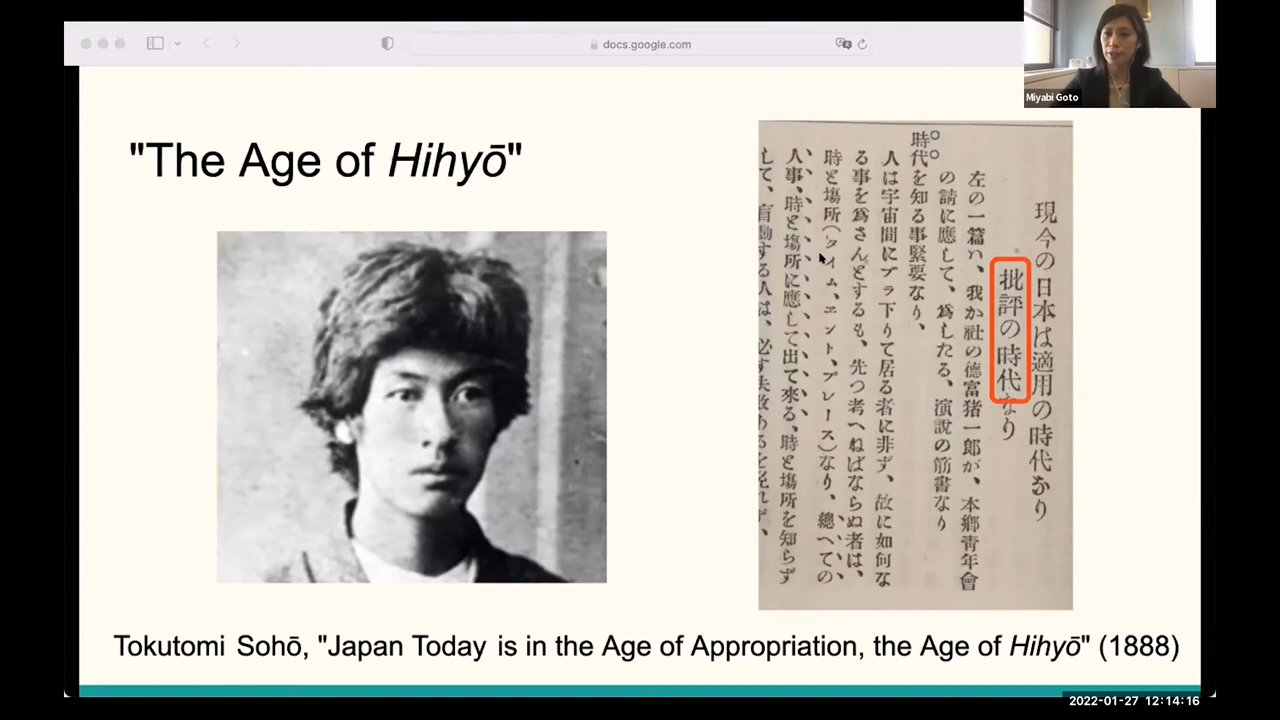 docs.google.com
Miyabi Goto
"The Age of Hihyō"
現今の日本は適用の時代なり
批評の時代なり
左の一篇ハ、我か社の徳富猪一郎が、本郷青年會
の請に應して、爲したる、演說の筋書なり
時代を知る事緊要なり、
人は宇宙間にブラ下りて居る者に非ず、故に如何な
る事を爲さんとするも、先つ考へねばならぬ者は、
時と塲所（タイム、エンド、プレース）なり、總へての
人事、時と塲所に應して出て來る、時と塲所を知らず
して、盲動する人は、必す失敗
Tokutomi Sohō, "Japan Today is in the Age of Appropriation, the Age of Hihyō" (1888)
2022-01-27 12:14:16